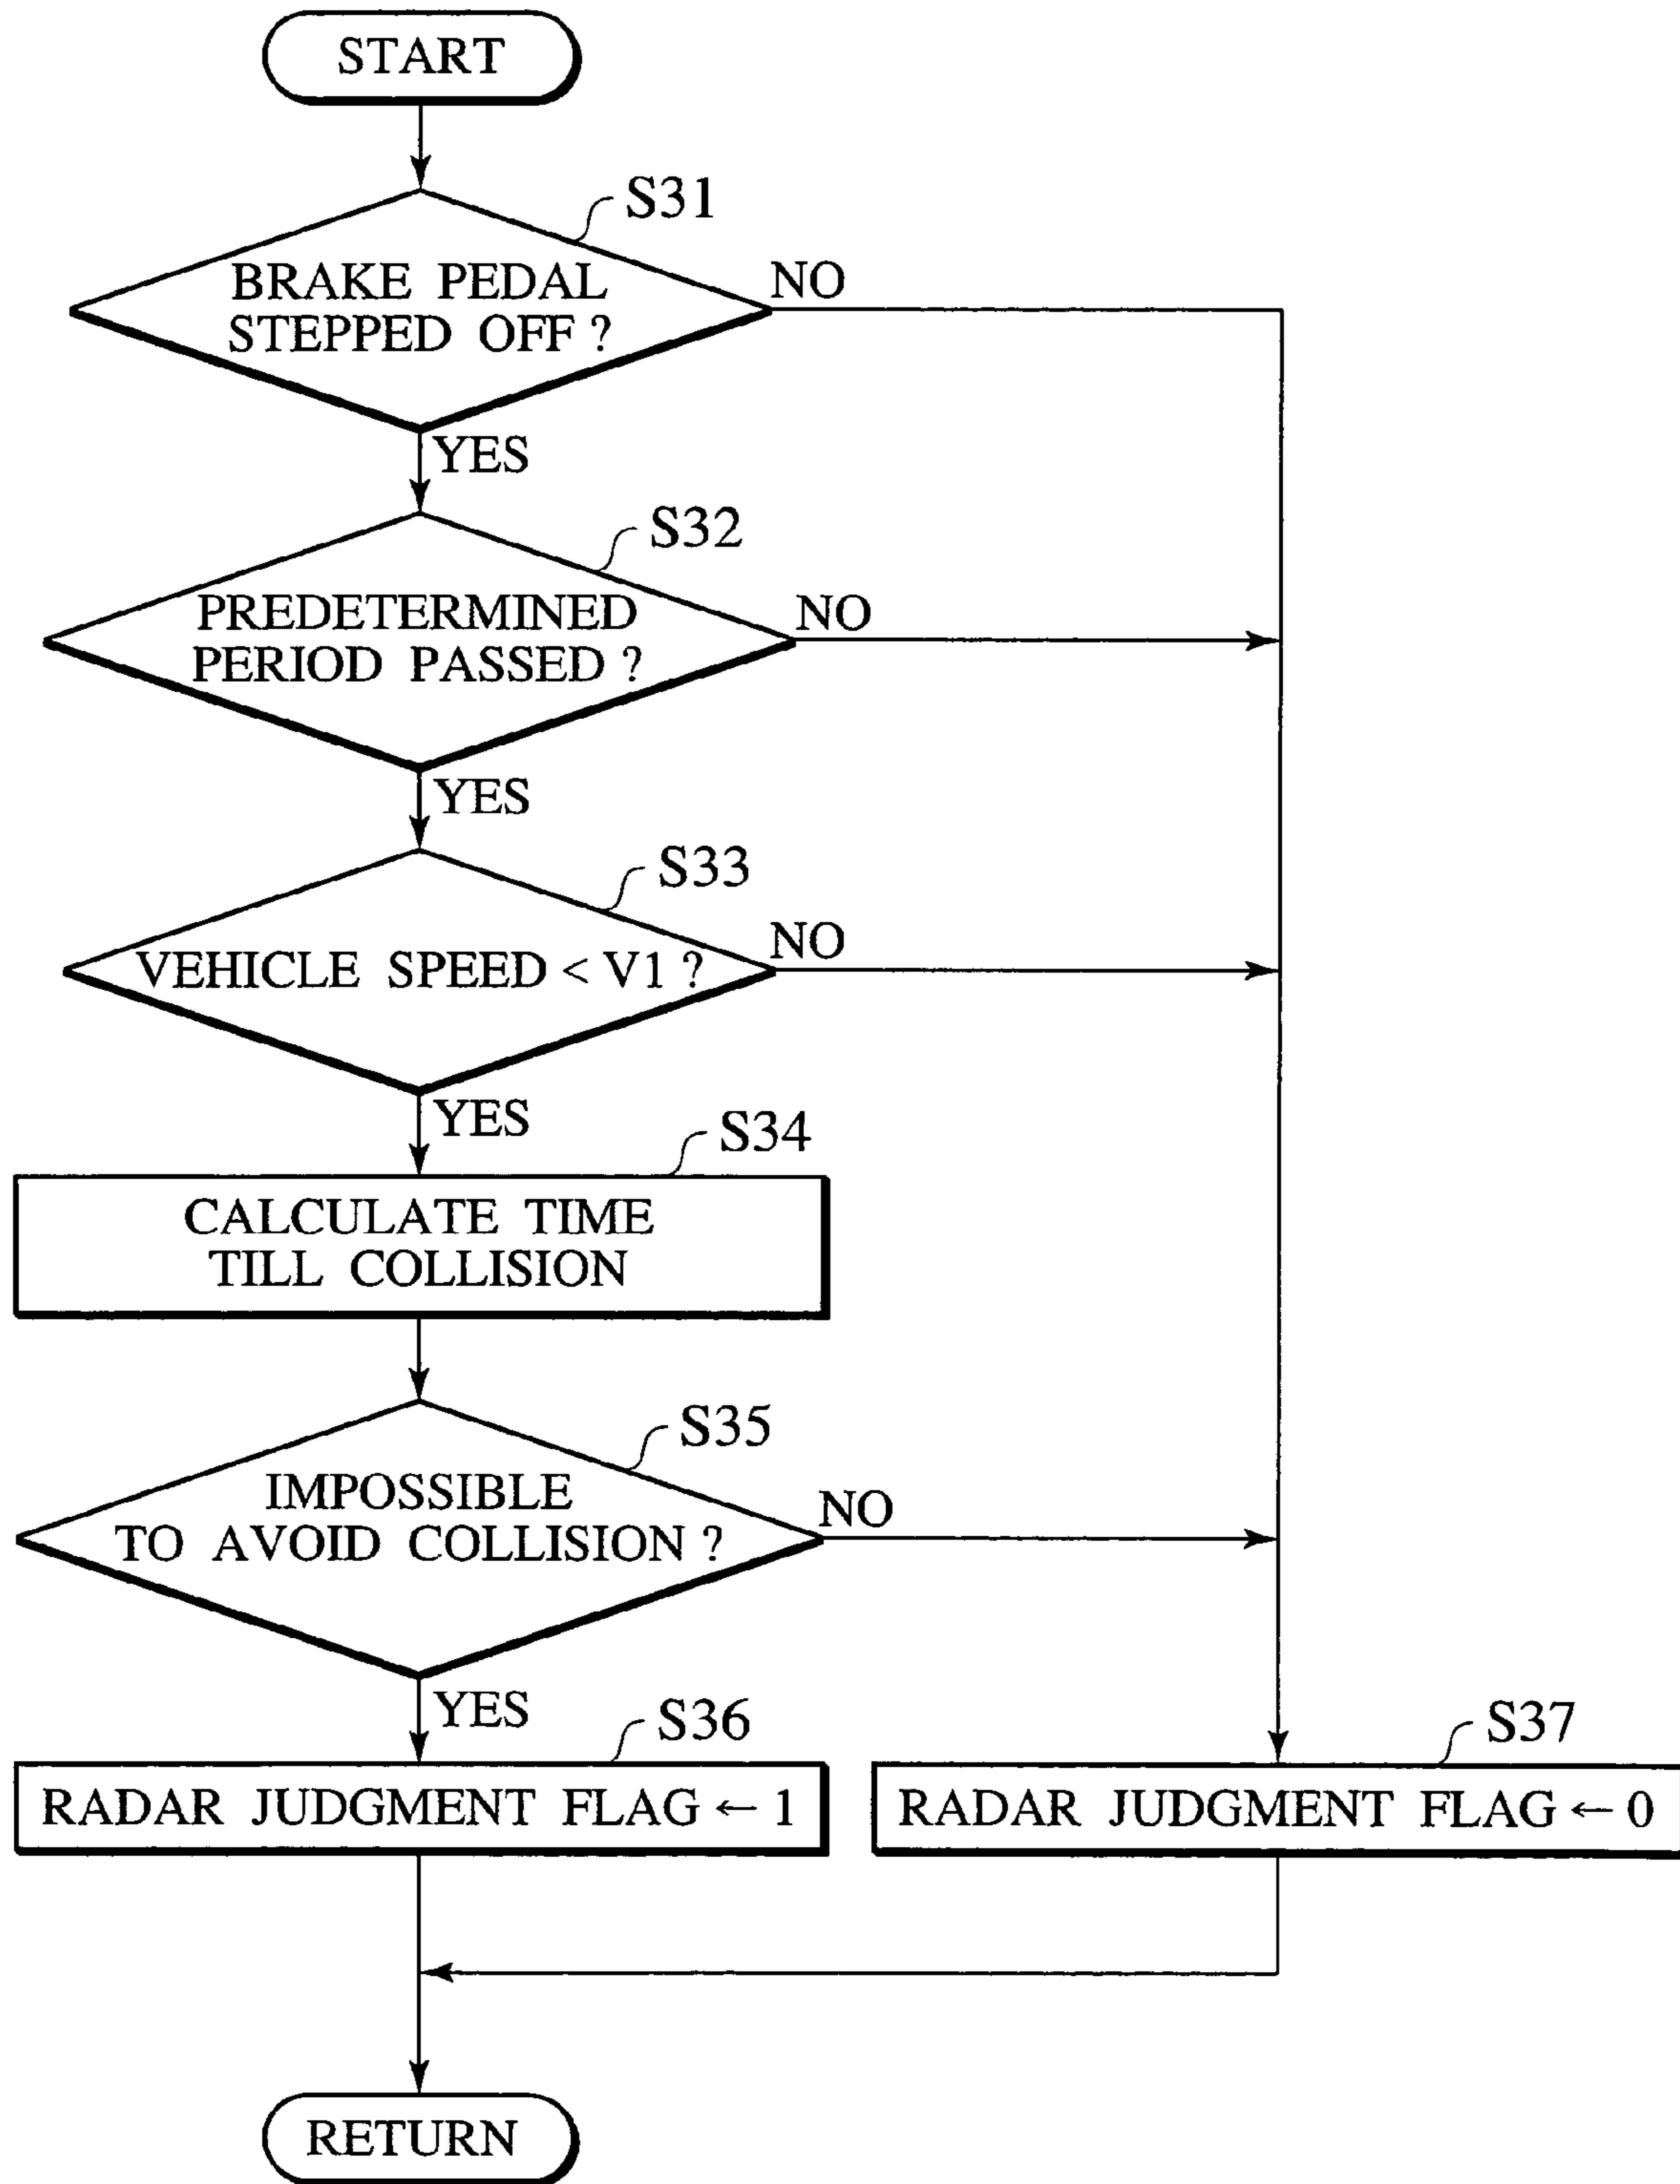 START
S31
BRAKE PEDAL
STEPPED OFF ?
NO
YES
S32
PREDETERMINED
PERIOD PASSED ?
NO
YES
S33
VEHICLE SPEED < V1 ?
NO
YES
S34
CALCULATE TIME
TILL COLLISION
S35
IMPOSSIBLE
TO AVOID COLLISION ?
NO
YES
S36
RADAR JUDGMENT FLAG ← 1
S37
RADAR JUDGMENT FLAG ← 0
RETURN